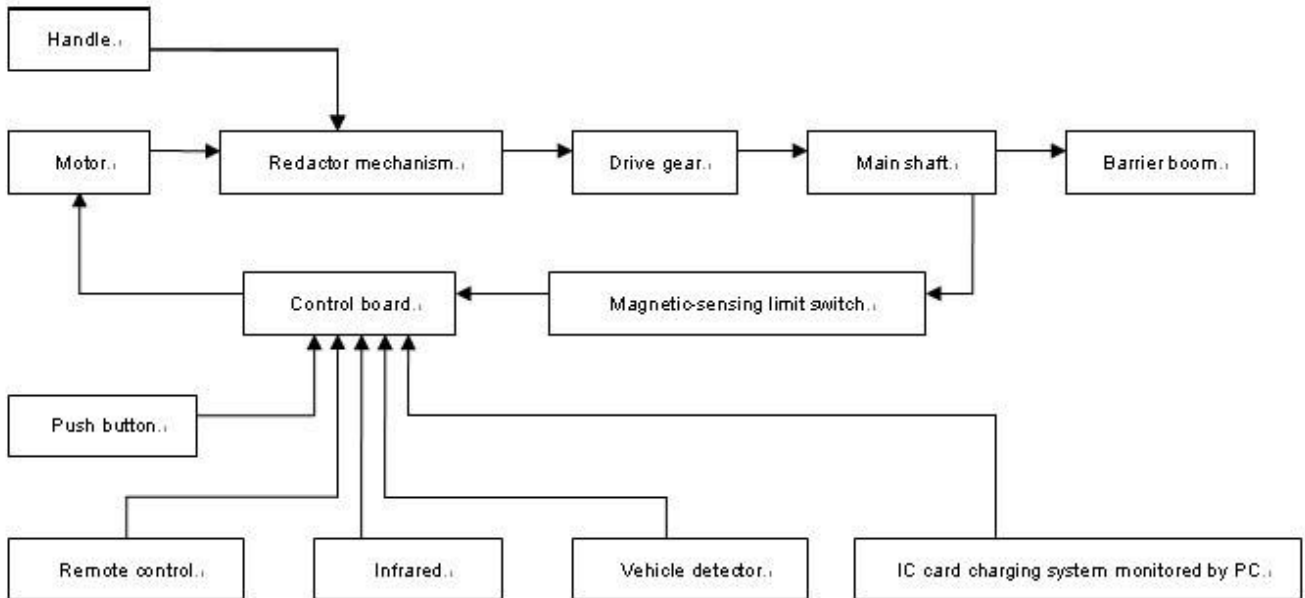 Handle.
Motor.
Redactor mechanism.
Drive gear.
Main shaft.
Barrier boom.
Control board.
Magnetic-sensing limit switch.
Push button.
Remote control.
Infrared.
Vehicle detector.
IC card charging system monitored by PC.